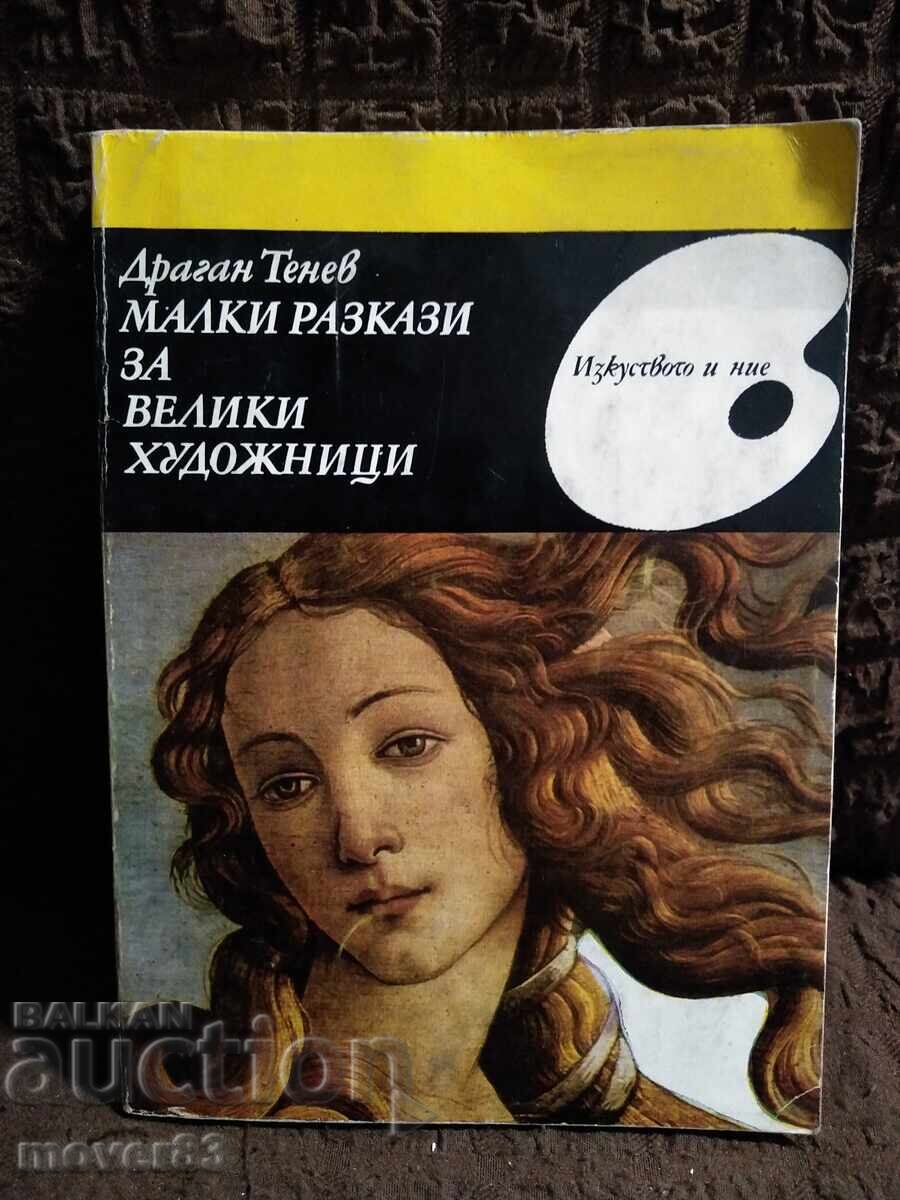 Драган Тенев
МАЛКИ РАЗКАЗИ
ЗА
ВЕЛИКИ
ХУДОЖНИЦИ
Изкуството и ние
BALKAN
auction
mover83